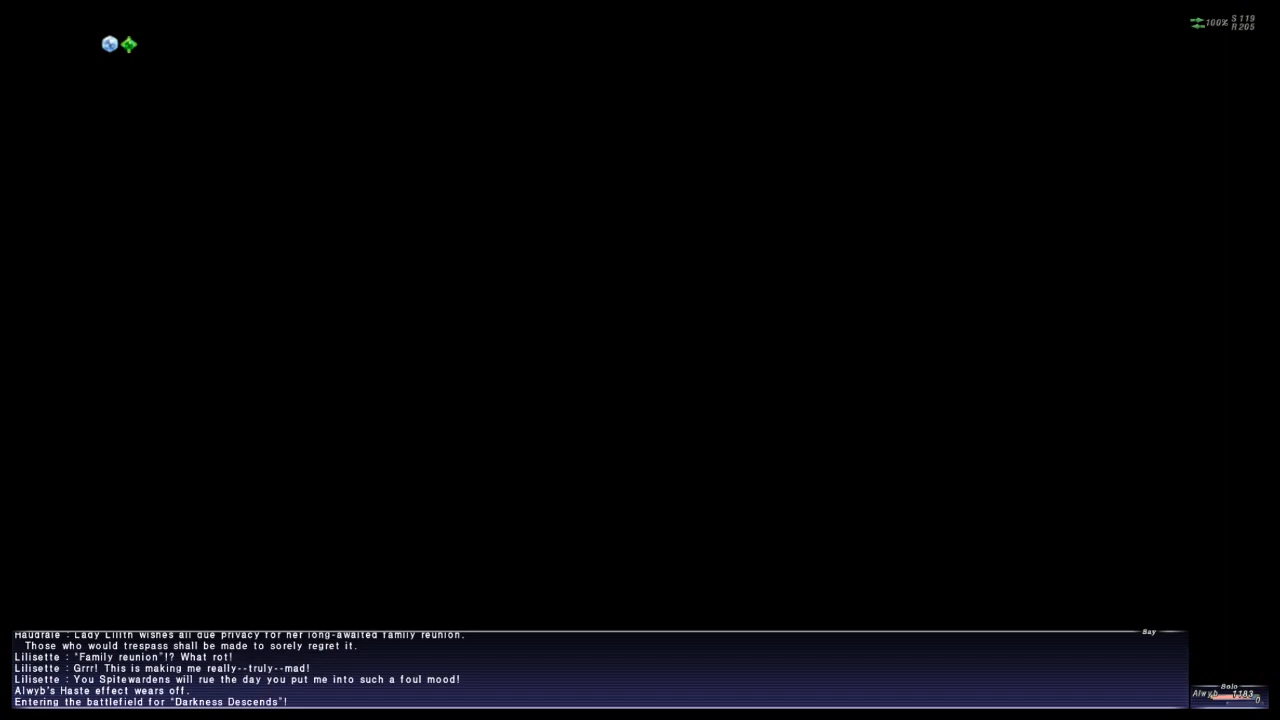 100% S 119
R 205
Haudrale : Lady Lilith wishes all due privacy for her long-awaited family reunion.
Those who would trespass shall be made to sorely regret it.
Lilisette : "Family reunion"!? What rot!
Lilisette : Grrr! This is making me really--truly--mad!
Lilisette : You Spitewardens will rue the day you put me into such a foul mood!
Alwyb's Haste effect wears off.
Entering the battlefield for "Darkness Descends"!
Say
Solo
Alwyb 1183
0